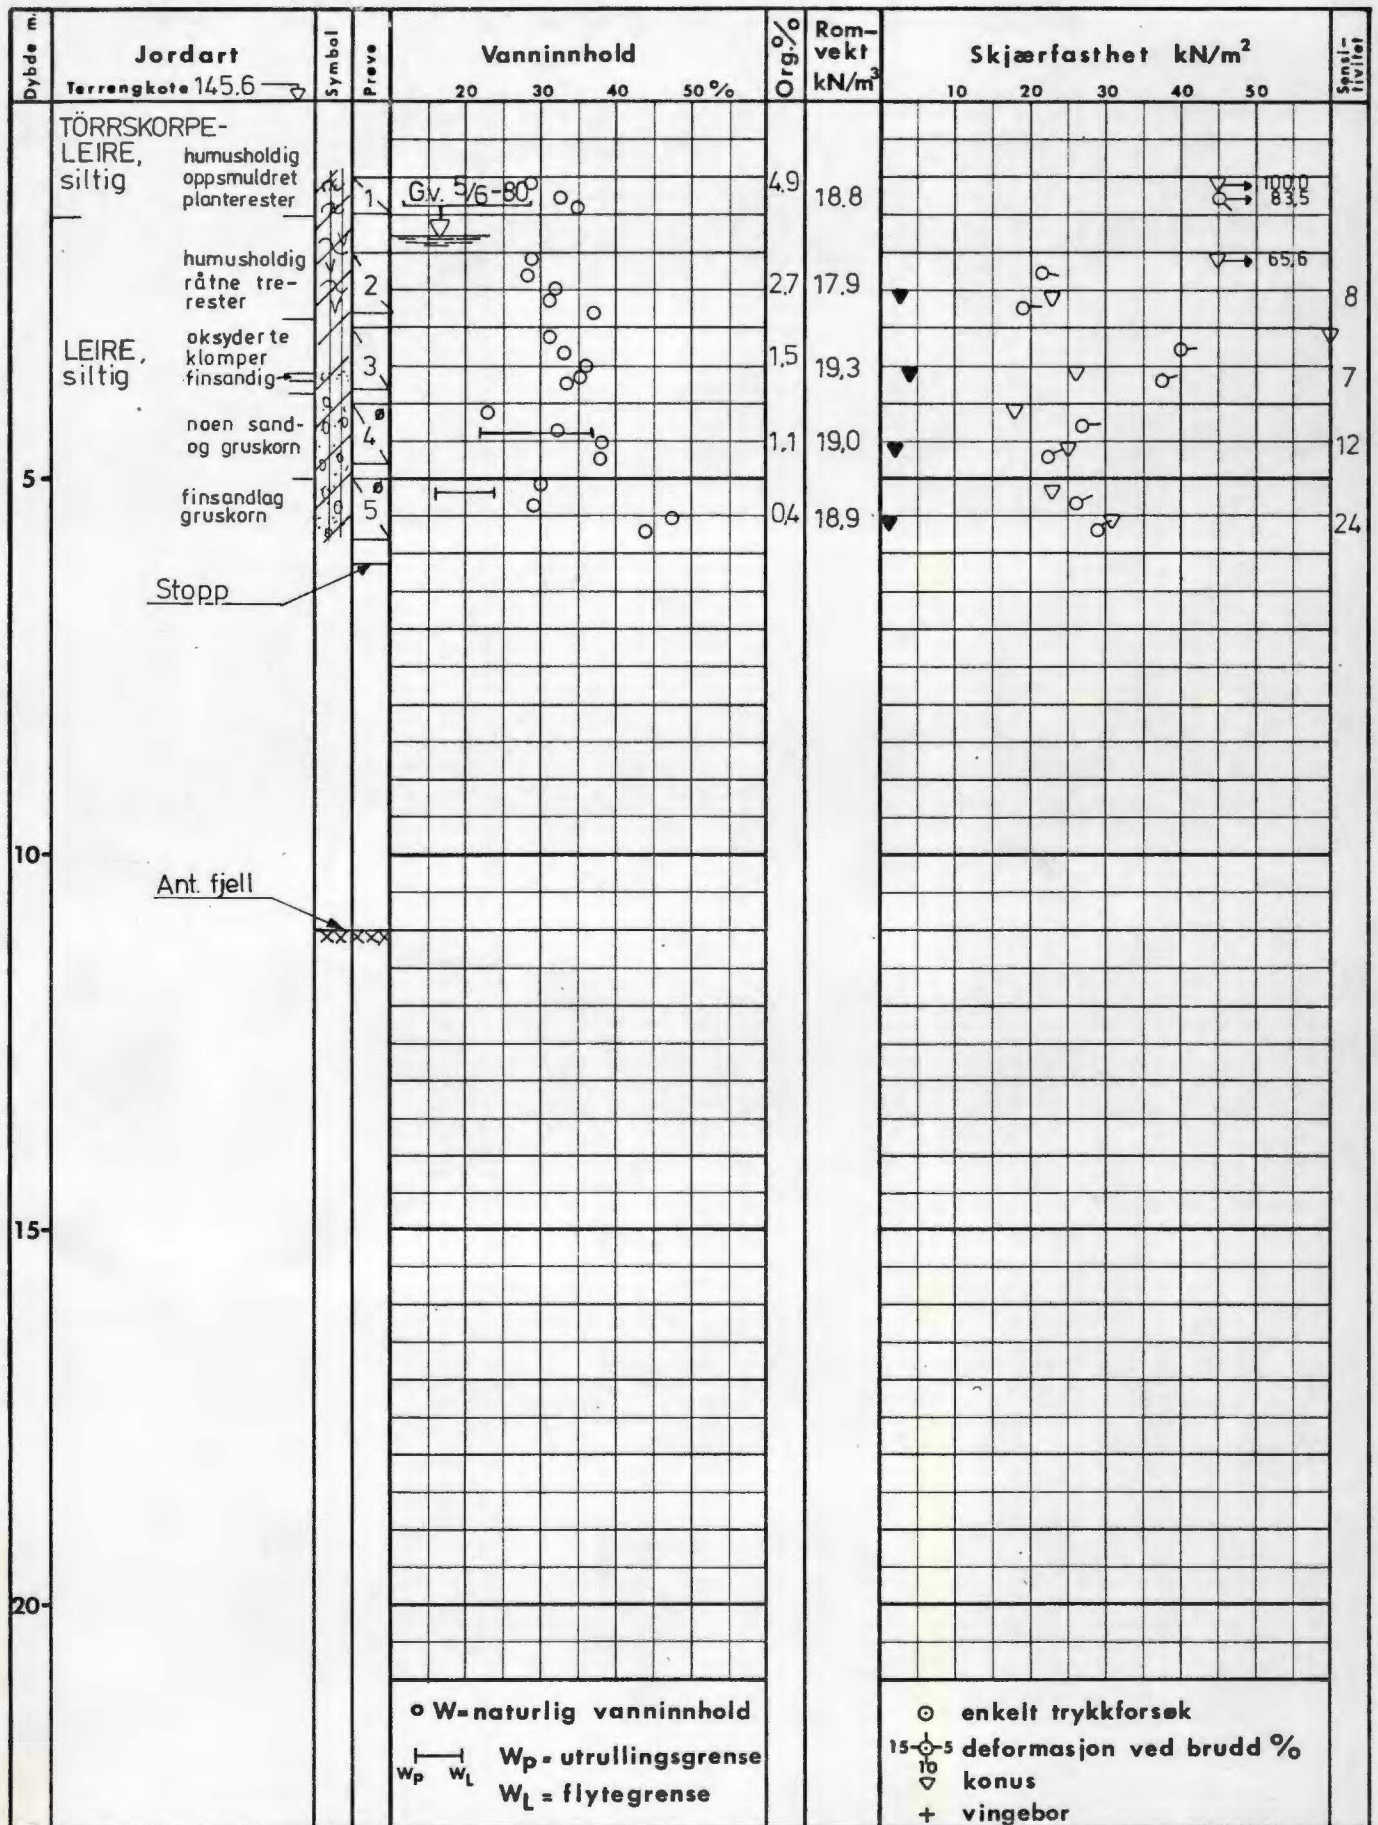 Dybde m.
Jordart
Terrengkote 145.6
Symbol
Prøve
Vanninnhold
20 30 40 50 %
Org.%
Rom-
vekt
kN/m³
Skjærfasthet kN/m²
10 20 30 40 50
Sensi-
tivitet
TÖRRSKORPE-
LEIRE,
siltig
humusholdig
oppsmuldret
planterester
1
G.v. 5/6-80
4,9
18.8
100,0
83,5
humusholdig
råtne tre-
rester
2
2,7
17.9
65,6
8
LEIRE,
siltig
oksyderte
klomper
finsandig
3
1,5
19,3
7
noen sand-
og gruskorn
ø
4
1.1
19,0
12
5
finsandlag
gruskorn
ø
5
0,4
18,9
24
Stopp
10
Ant. fjell
15
20
o W=naturlig vanninnhold
Wp = utrullingsgrense
Wp WL
WL = flytegrense
enkelt trykkforsøk
15 5 deformasjon ved brudd %
10
konus
+ vingebor